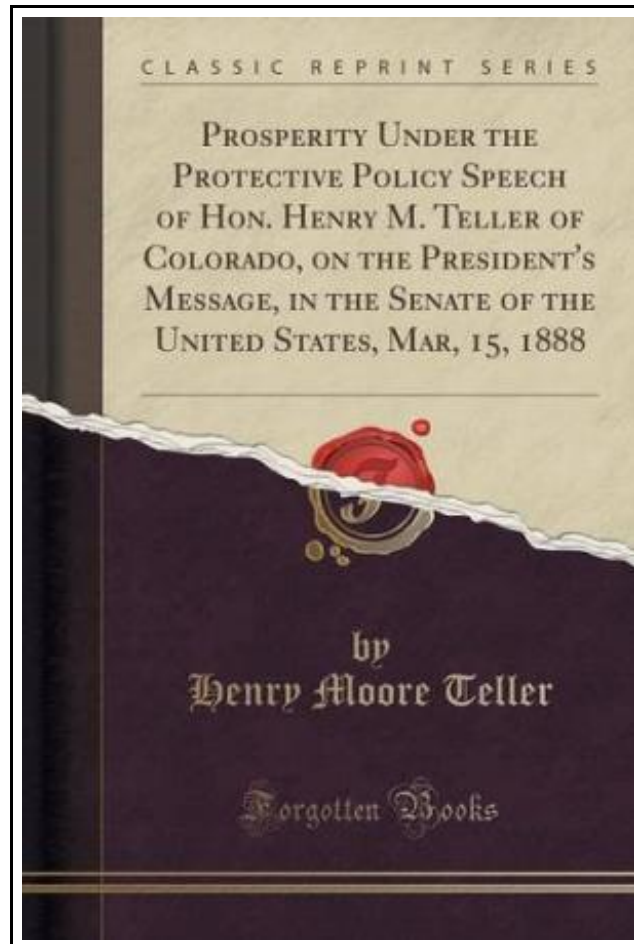 CLASSIC REPRINT SERIES
PROSPERITY UNDER THE
PROTECTIVE POLICY SPEECH
OF HON. HENRY M. TELLER OF
COLORADO, ON THE PRESIDENT'S
MESSAGE, IN THE SENATE OF THE
UNITED STATES, MAR, 15, 1888
F
by
Henry Moore Teller
Forgotten Books